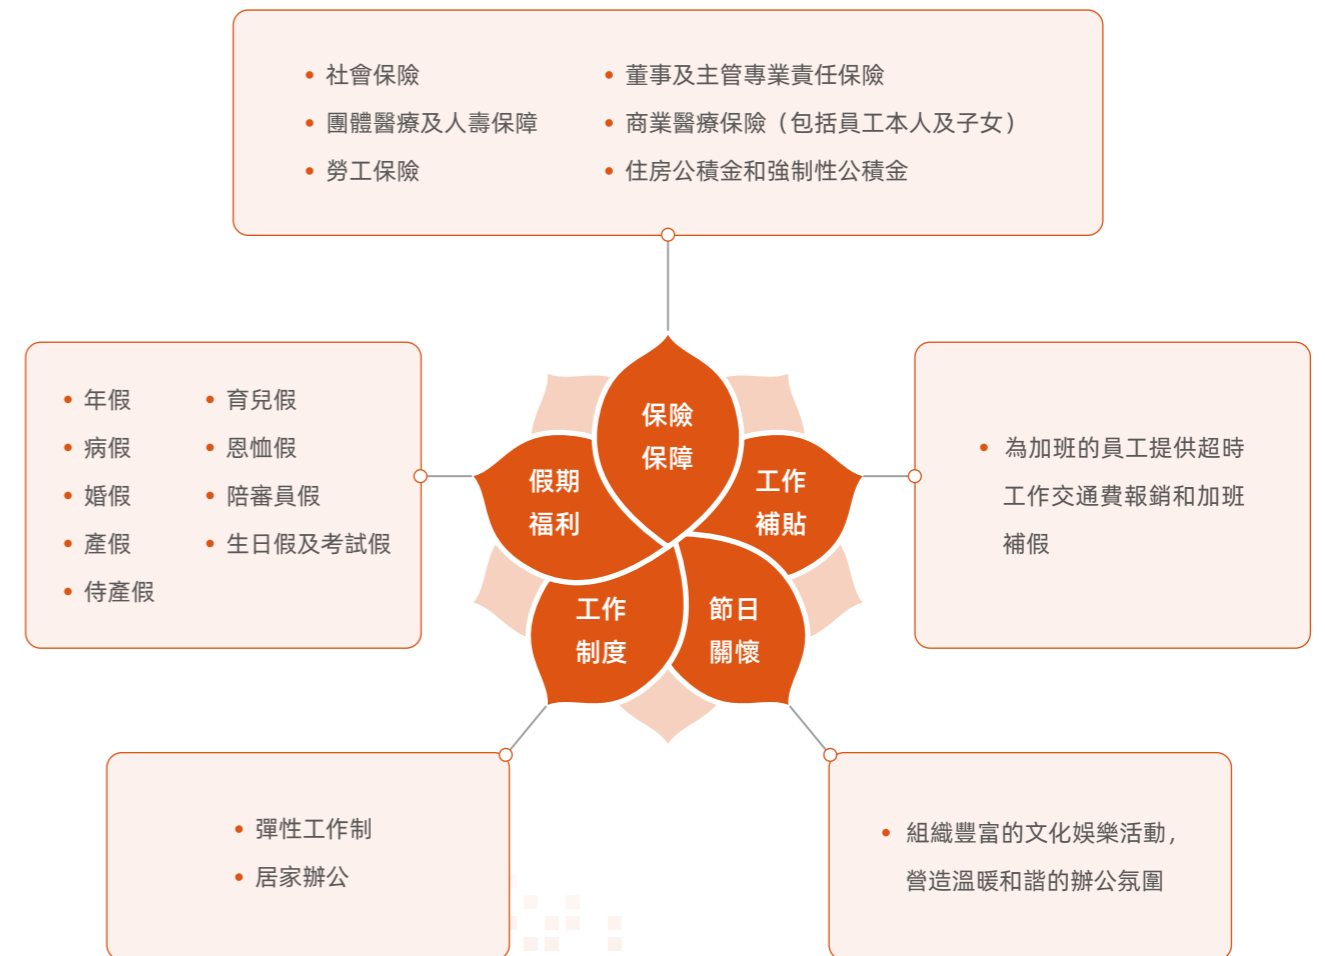 • 社會保險
• 團體醫療及人壽保障
• 勞工保險
• 董事及主管專業責任保險
• 商業醫療保險（包括員工本人及子女）
• 住房公積金和強制性公積金
保險
保障
假期
福利
• 年假
• 病假
• 婚假
• 產假
• 侍產假
• 育兒假
• 恩恤假
• 陪審員假
• 生日假及考試假
工作
補貼
• 為加班的員工提供超時
工作交通費報銷和加班
補假
工作
制度
• 彈性工作制
• 居家辦公
節日
關懷
• 組織豐富的文化娛樂活動，
營造溫暖和諧的辦公氛圍